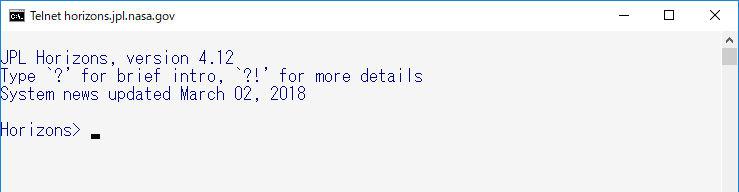 Telnet horizons.jpl.nasa.gov
JPL Horizons, version 4.12
Type `?' for brief intro, `?!' for more details
System news updated March 02, 2018
Horizons>